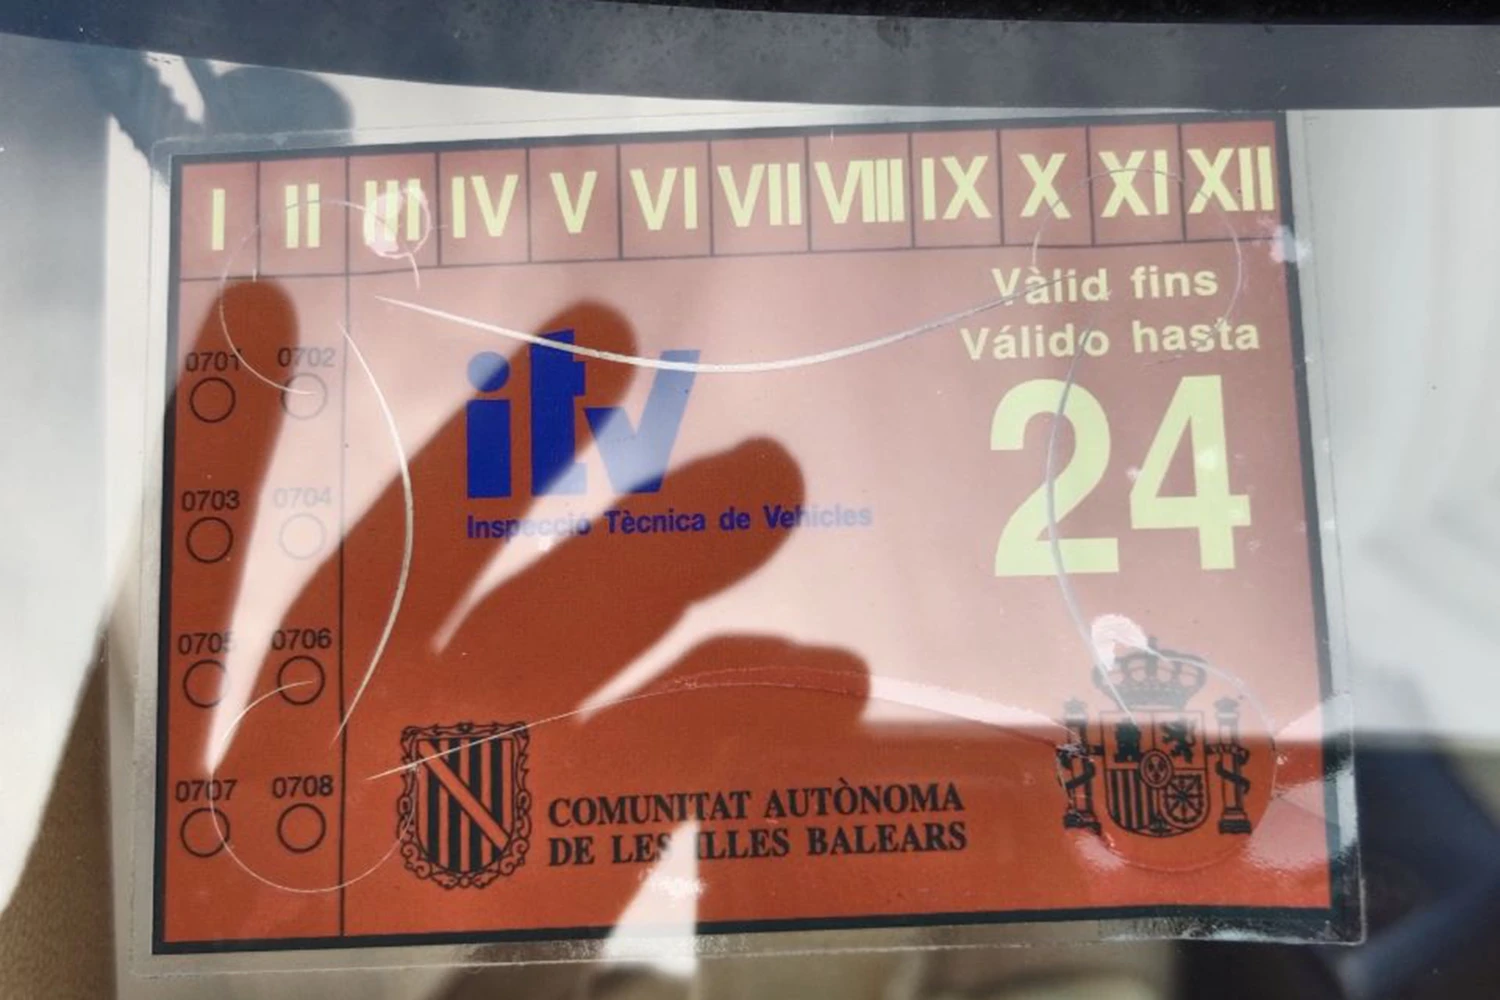 I II III IV V VI VII VIII IX X XI XII
Vàlid fins
Válido hasta
24
0701 0702
0703 0704
0705 0706
0707 0708
itv
Inspecció Tècnica de Vehicles
COMUNITAT AUTÒNOMA
DE LES ILLES BALEARS